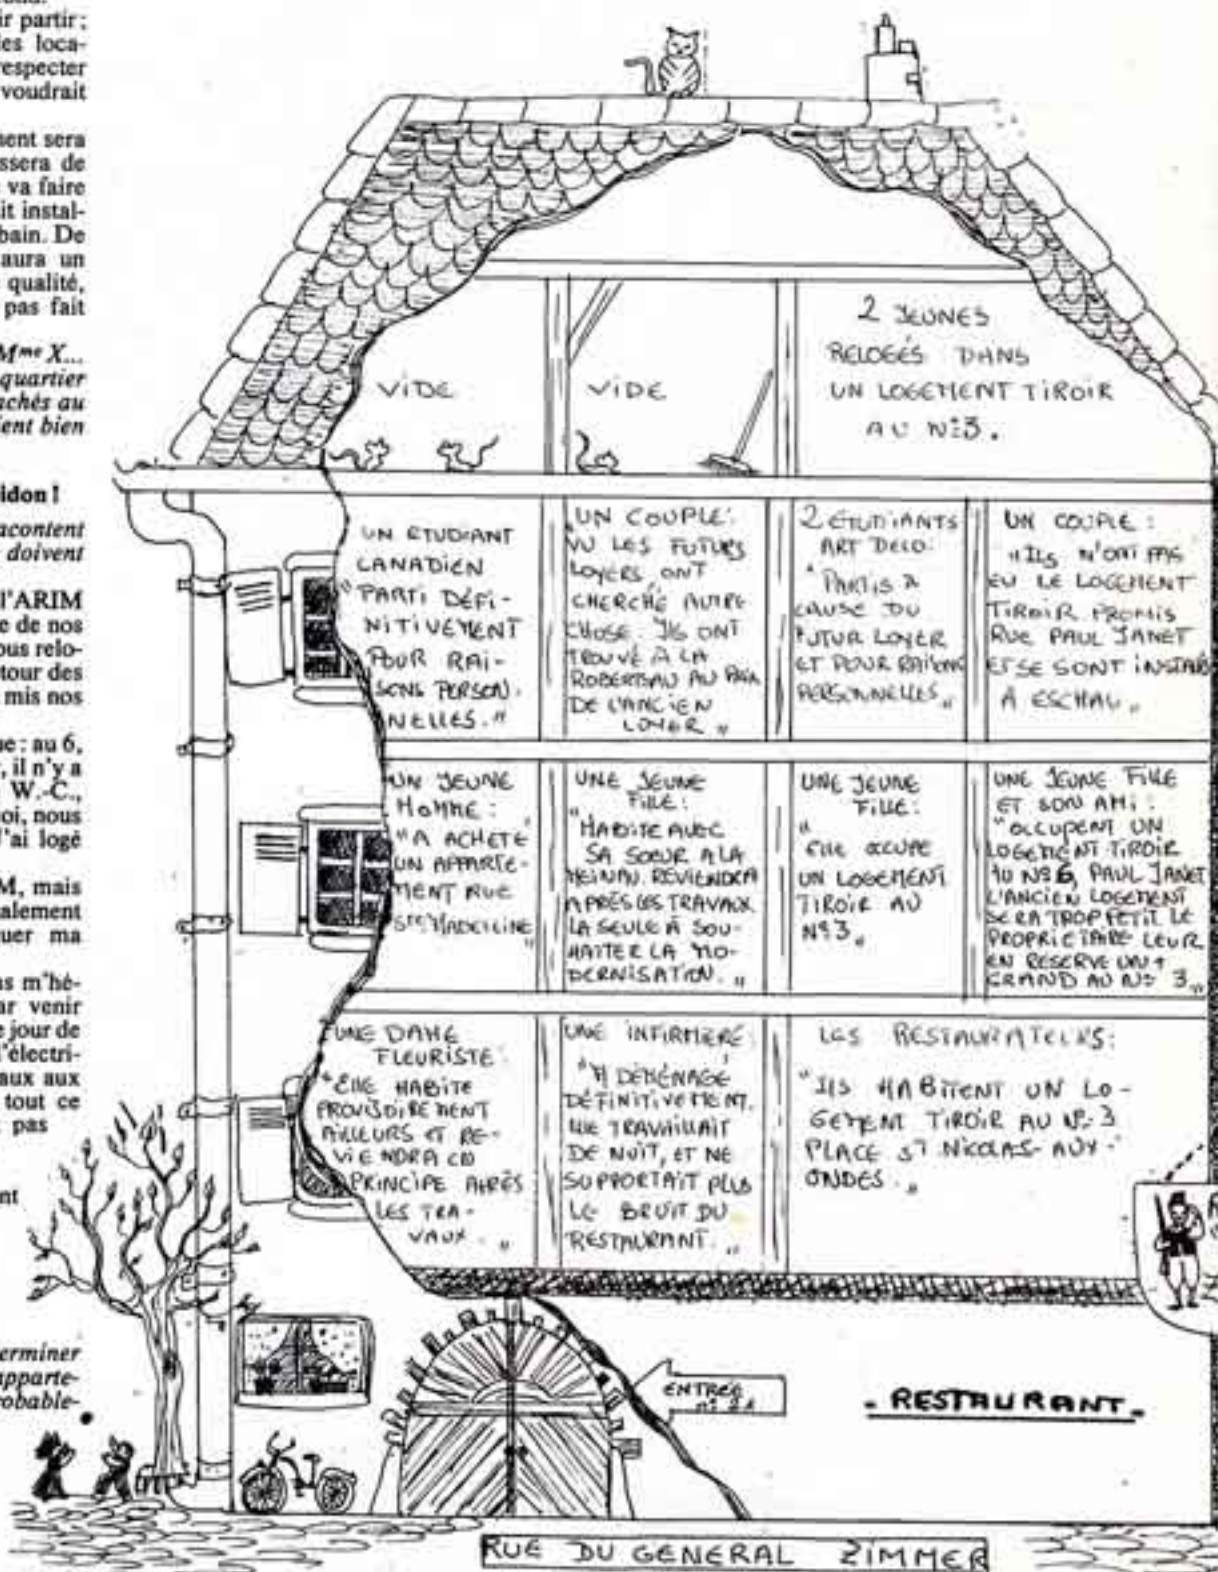 ir partir ;
les loca-
respecter
voudrait
nent sera
ssera de
va faire
it instal-
bain. De
aura un
qualité,
pas fait
Mme X...
quartier
achés au
ient bien
idon !
acontent
doivent
l'ARIM
e de nos
ous relo-
tour des
mis nos
ue : au 6,
r, il n'y a
W.-C.,
oi, nous
J'ai logé
M, mais
alement
uer ma
as m'hé-
ar venir
e jour de
l'électri-
aux aux
tout ce
pas
nt
erminer
apparte-
robable-
VIDE
VIDE
2 JEUNES
RELOGÉS DANS
UN LOGEMENT TIROIR
AU N°3.
UN ETUDIANT
CANADIEN
"PARTI DÉFI-
NITIVEMENT
POUR RAI-
SONS PERSON-
NELLES."
UN COUPLE:
"VU LES FUTURS
LOYERS, ONT
CHERCHÉ AUTRE
CHOSE. ILS ONT
TROUVÉ À LA
ROBERTSAU AU PRIX
DE L'ANCIEN
LOYER"
2 ETUDIANTS
ART DECO:
"PARTIS À
CAUSE DU
FUTUR LOYER
ET POUR RAISONS
PERSONNELLES"
UN COUPLE:
"ILS N'ONT PAS
EU LE LOGEMENT
TIROIR PROMIS
RUE PAUL JANET
ET SE SONT INSTALÉS
À ESCHAU"
UN JEUNE
HOMME:
"A ACHETÉ
UN APPARTE-
MENT RUE
STE MADELEINE"
UNE JEUNE
FILLE:
"HABITE AVEC
SA SOEUR A LA
MEINAU. REVIENDRA
APRÈS LES TRAVAUX
LA SEULE À SOU-
HAITER LA MO-
DERNISATION."
UNE JEUNE
FILLE:
"ELLE OCCUPE
UN LOGEMENT
TIROIR AU
N°3"
UNE JEUNE FILLE
ET SON AMI:
"OCCUPENT UN
LOGEMENT TIROIR
AU N°6, PAUL JANET
L'ANCIEN LOGEMENT
SERA TROP PETIT LE
PROPRIETAIRE LEUR
EN RESERVE UN +
GRAND AU N° 3"
UNE DAME
FLEURISTE:
"ELLE HABITE
PROVISOIREMENT
AILLEURS ET RE-
VIENDRA EN
PRINCIPE APRÈS
LES TRA-
VAUX."
UNE INFIRMIERE:
"A DÉMÉNAGÉ
DÉFINITIVEMENT.
ELLE TRAVAILLAIT
DE NUIT, ET NE
SUPPORTAIT PLUS
LE BRUIT DU
RESTAURANT."
LES RESTAURATEURS:
"ILS HABITENT UN LO-
GEMENT TIROIR AU N°-3
PLACE ST NICOLAS-AUX-
ONDES."
ENTRÉE
n° 21
- RESTAURANT -
RUE DU GENERAL ZIMMER